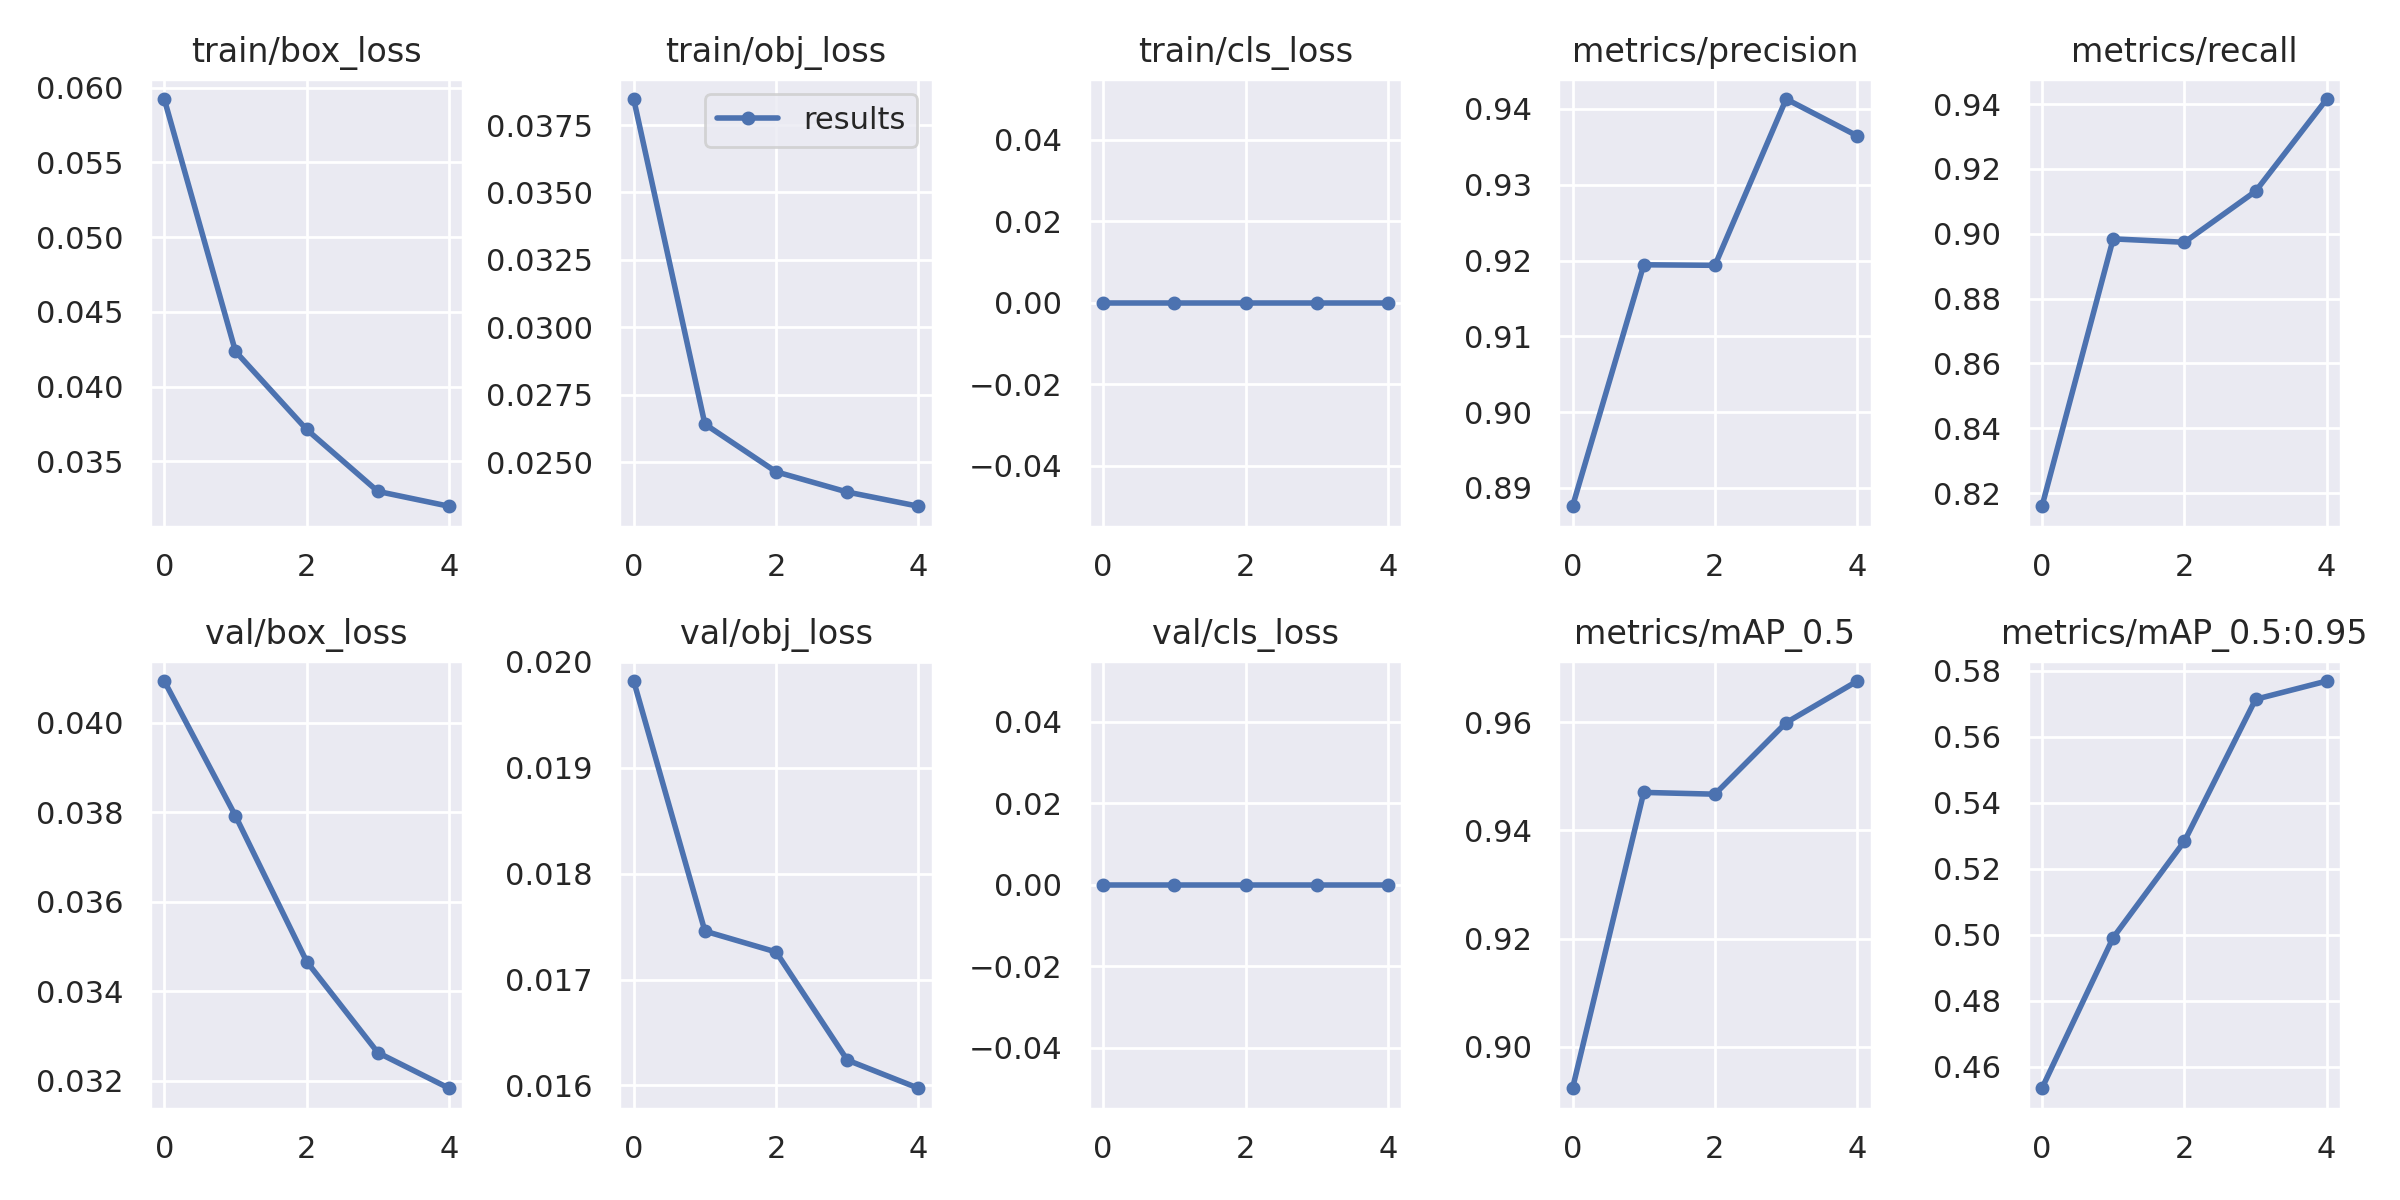 train/box_loss
0.060
0.055
0.050
0.045
0.040
0.035
0 2 4
train/obj_loss
results
0.0375
0.0350
0.0325
0.0300
0.0275
0.0250
0 2 4
train/cls_loss
0.04
0.02
0.00
−0.02
−0.04
0 2 4
metrics/precision
0.94
0.93
0.92
0.91
0.90
0.89
0 2 4
metrics/recall
0.94
0.92
0.90
0.88
0.86
0.84
0.82
0 2 4
val/box_loss
0.040
0.038
0.036
0.034
0.032
0 2 4
val/obj_loss
0.020
0.019
0.018
0.017
0.016
0 2 4
val/cls_loss
0.04
0.02
0.00
−0.02
−0.04
0 2 4
metrics/mAP_0.5
0.96
0.94
0.92
0.90
0 2 4
metrics/mAP_0.5:0.95
0.58
0.56
0.54
0.52
0.50
0.48
0.46
0 2 4